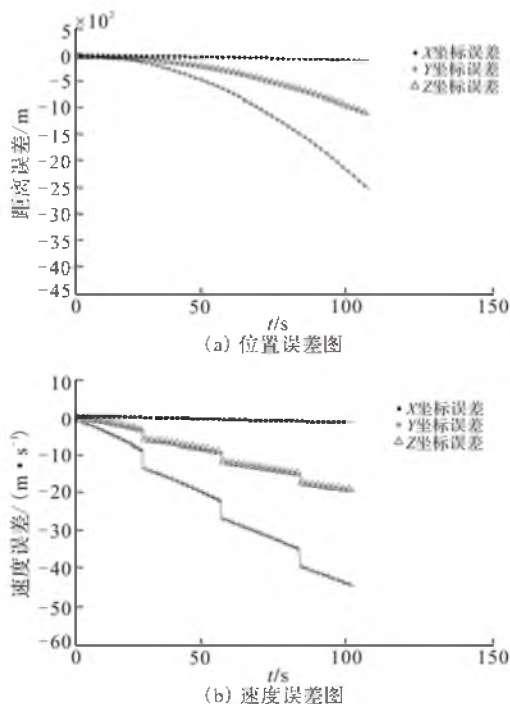 ×10²
5
0
-5
-10
-15
-20
-25
-30
-35
-40
-45
距离误差/m
0 50 100 150
t/s
X坐标误差
Y坐标误差
Z坐标误差
(a) 位置误差图
10
0
-10
-20
-30
-40
-50
-60
速度误差/(m·s⁻¹)
0 50 100 150
t/s
X坐标误差
Y坐标误差
Z坐标误差
(b) 速度误差图